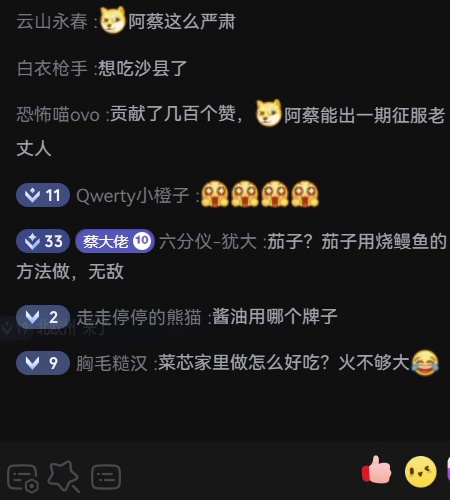 云山永春 :阿蔡这么严肃
白衣枪手 :想吃沙县了
恐怖喵ovo :贡献了几百个赞，阿蔡能出一期征服老
丈人
11 Qwerty小橙子 :
33 蔡大佬 10 六分仪-犹大 :茄子？茄子用烧鳗鱼的
方法做，无敌
2 走走停停的熊猫 :酱油用哪个牌子
9 胸毛糙汉 :菜芯家里做怎么好吃？火不够大